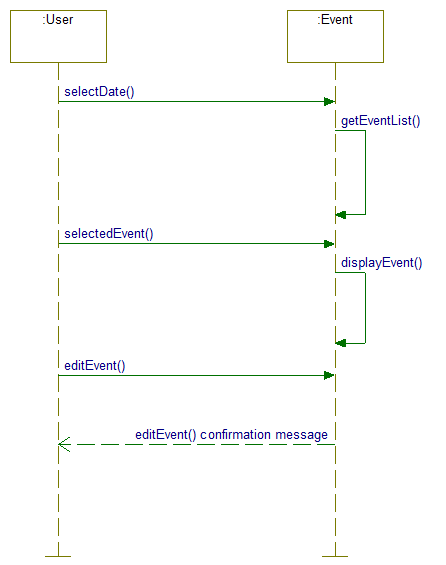 :User
:Event
selectDate()
getEventList()
selectedEvent()
displayEvent()
editEvent()
editEvent() confirmation message